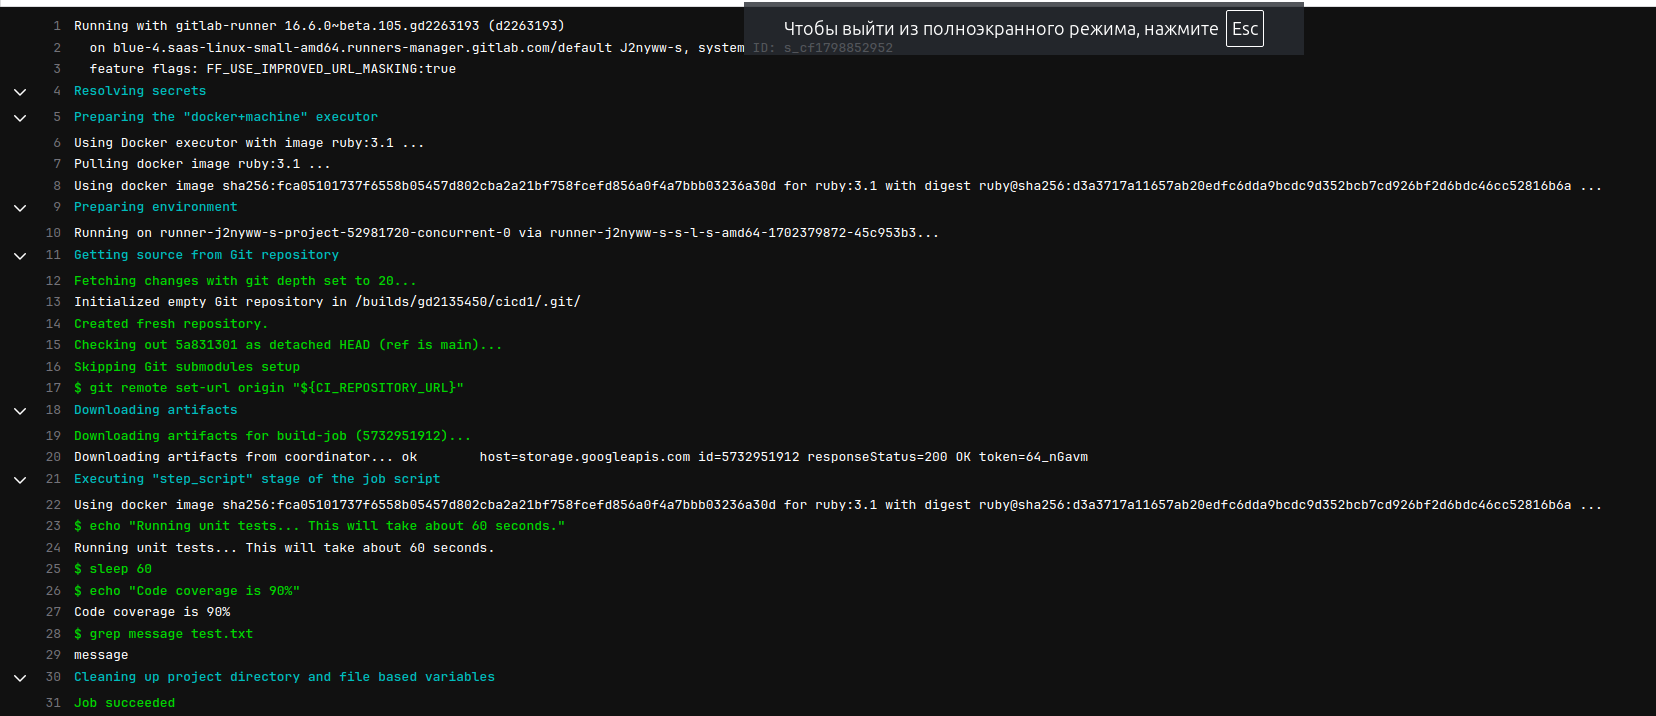 1 Running with gitlab-runner 16.6.0~beta.105.gd2263193 (d2263193)
Чтобы выйти из полноэкранного режима, нажмите Esc
2 on blue-4.saas-linux-small-amd64.runners-manager.gitlab.com/default J2nyww-s, system ID: s_cf1798852952
3 feature flags: FF_USE_IMPROVED_URL_MASKING:true
4 Resolving secrets
5 Preparing the "docker+machine" executor
6 Using Docker executor with image ruby:3.1 ...
7 Pulling docker image ruby:3.1 ...
8 Using docker image sha256:fca05101737f6558b05457d802cba2a21bf758fcefd856a0f4a7bbb03236a30d for ruby:3.1 with digest ruby@sha256:d3a3717a11657ab20edfc6dda9bcdc9d352bcb7cd926bf2d6bdc46cc52816b6a ...
9 Preparing environment
10 Running on runner-j2nyww-s-project-52981720-concurrent-0 via runner-j2nyww-s-s-l-s-amd64-1702379872-45c953b3...
11 Getting source from Git repository
12 Fetching changes with git depth set to 20...
13 Initialized empty Git repository in /builds/gd2135450/cicd1/.git/
14 Created fresh repository.
15 Checking out 5a831301 as detached HEAD (ref is main)...
16 Skipping Git submodules setup
17 $ git remote set-url origin "${CI_REPOSITORY_URL}"
18 Downloading artifacts
19 Downloading artifacts for build-job (5732951912)...
20 Downloading artifacts from coordinator... ok        host=storage.googleapis.com id=5732951912 responseStatus=200 OK token=64_nGavm
21 Executing "step_script" stage of the job script
22 Using docker image sha256:fca05101737f6558b05457d802cba2a21bf758fcefd856a0f4a7bbb03236a30d for ruby:3.1 with digest ruby@sha256:d3a3717a11657ab20edfc6dda9bcdc9d352bcb7cd926bf2d6bdc46cc52816b6a ...
23 $ echo "Running unit tests... This will take about 60 seconds."
24 Running unit tests... This will take about 60 seconds.
25 $ sleep 60
26 $ echo "Code coverage is 90%"
27 Code coverage is 90%
28 $ grep message test.txt
29 message
30 Cleaning up project directory and file based variables
31 Job succeeded